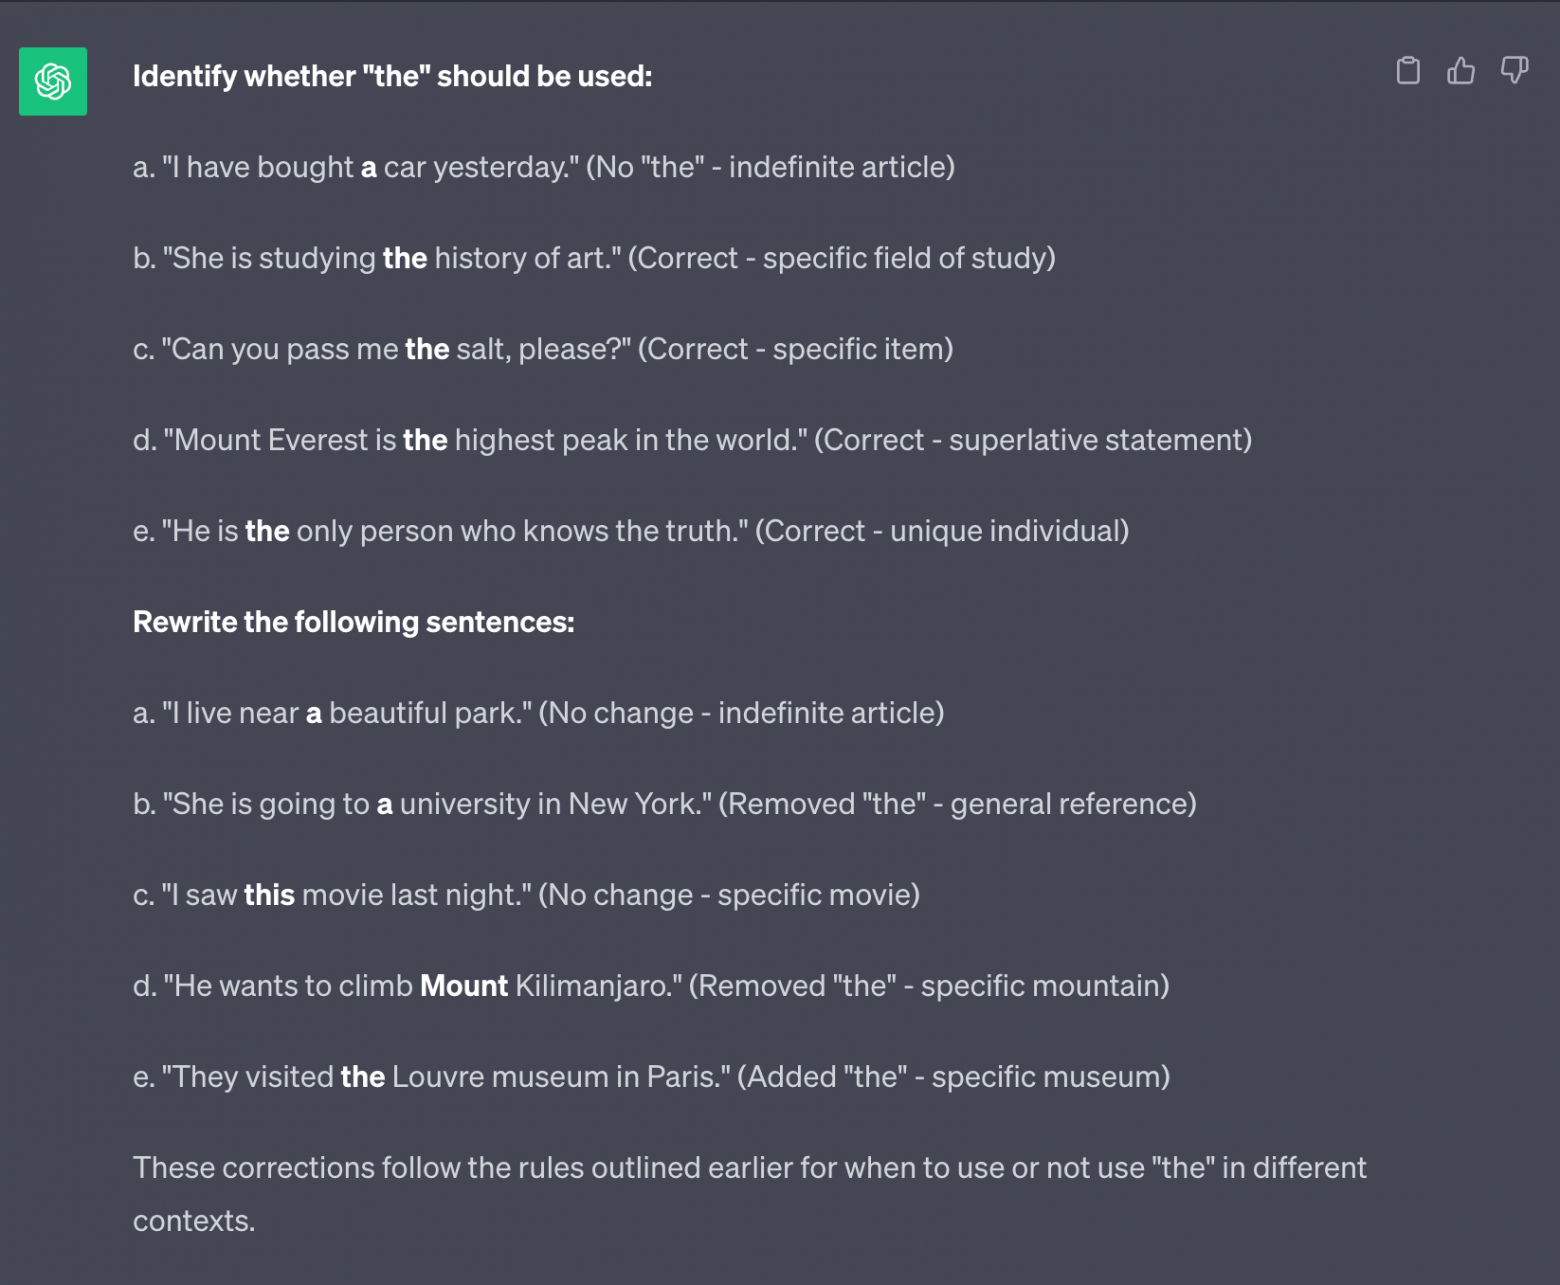 Identify whether "the" should be used:
a. "I have bought a car yesterday." (No "the" - indefinite article)
b. "She is studying the history of art." (Correct - specific field of study)
c. "Can you pass me the salt, please?" (Correct - specific item)
d. "Mount Everest is the highest peak in the world." (Correct - superlative statement)
e. "He is the only person who knows the truth." (Correct - unique individual)
Rewrite the following sentences:
a. "I live near a beautiful park." (No change - indefinite article)
b. "She is going to a university in New York." (Removed "the" - general reference)
c. "I saw this movie last night." (No change - specific movie)
d. "He wants to climb Mount Kilimanjaro." (Removed "the" - specific mountain)
e. "They visited the Louvre museum in Paris." (Added "the" - specific museum)
These corrections follow the rules outlined earlier for when to use or not use "the" in different
contexts.